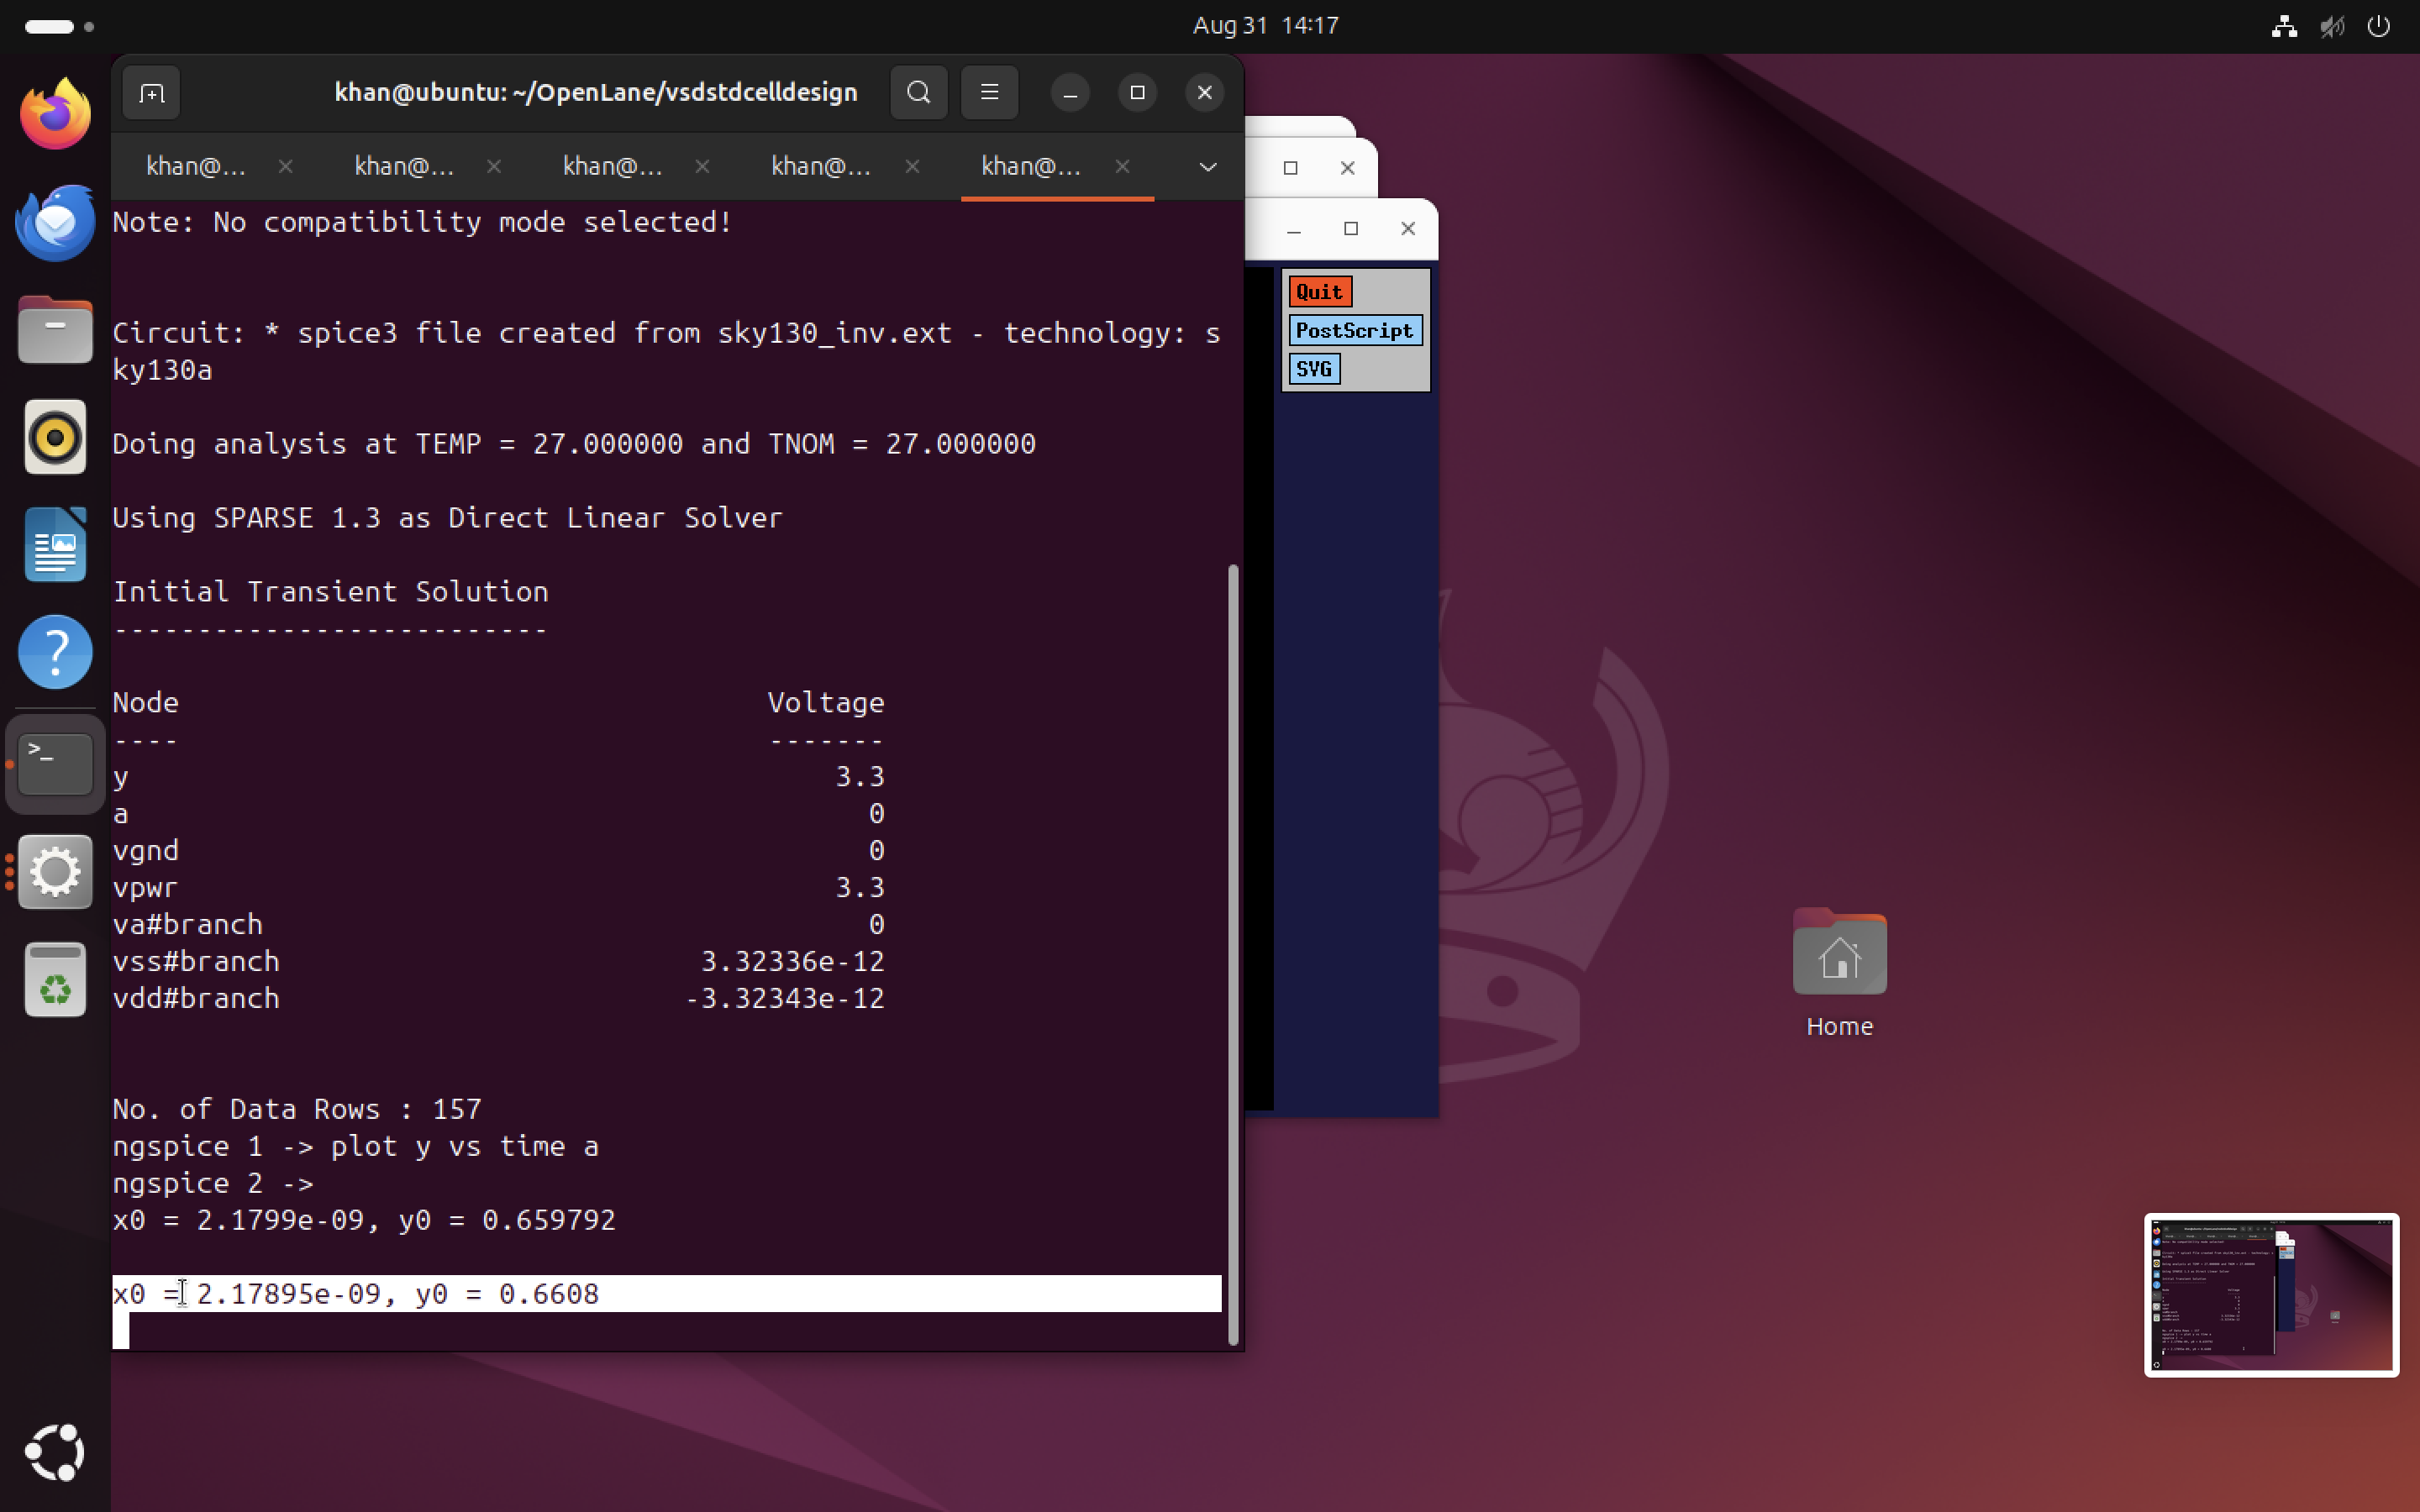 Aug 31 14:17
khan@ubuntu: ~/OpenLane/vsdstdcelldesign
khan@... khan@... khan@... khan@... khan@...
Note: No compatibility mode selected!
Circuit: * spice3 file created from sky130_inv.ext - technology: s
ky130a
Doing analysis at TEMP = 27.000000 and TNOM = 27.000000
Using SPARSE 1.3 as Direct Linear Solver
Initial Transient Solution
--------------------------
Node Voltage
---- -------
y 3.3
a 0
vgnd 0
vpwr 3.3
va#branch 0
vss#branch 3.32336e-12
vdd#branch -3.32343e-12
No. of Data Rows : 157
ngspice 1 -> plot y vs time a
ngspice 2 ->
x0 = 2.1799e-09, y0 = 0.659792
x0 = 2.17895e-09, y0 = 0.6608
Quit
PostScript
SVG
Home